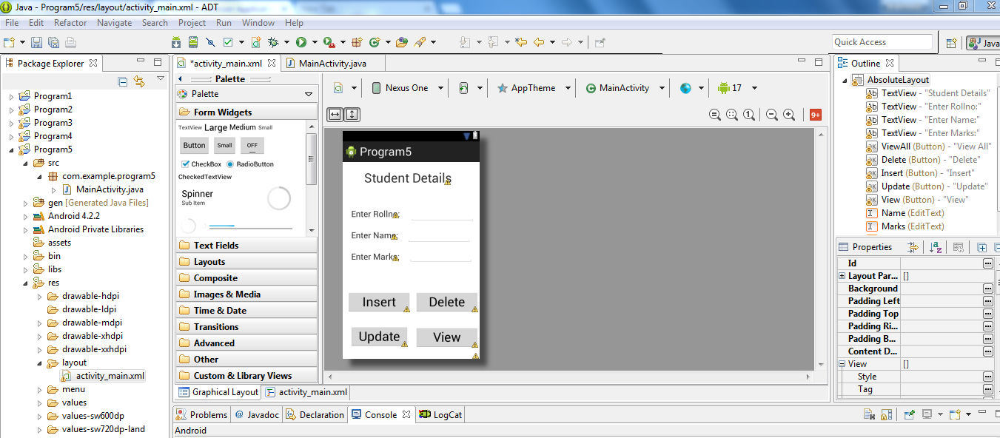 Java - Program5/res/layout/activity_main.xml - ADT
File Edit Refactor Navigate Search Project Run Window Help
Quick Access
Java
Package Explorer
Program1
Program2
Program3
Program4
Program5
src
com.example.program5
MainActivity.java
gen [Generated Java Files]
Android 4.2.2
Android Private Libraries
assets
bin
libs
res
drawable-hdpi
drawable-ldpi
drawable-mdpi
drawable-xhdpi
drawable-xxhdpi
layout
activity_main.xml
menu
values
values-sw600dp
values-sw720dp-land
*activity_main.xml
MainActivity.java
Palette
Palette
Form Widgets
TextView Large Medium Small
Button Small OFF
CheckBox RadioButton
CheckedTextView
Spinner
Sub Item
Text Fields
Layouts
Composite
Images & Media
Time & Date
Transitions
Advanced
Other
Custom & Library Views
Nexus One
AppTheme
MainActivity
17
1
9+
Program5
Student Details
Enter Rollno:
Enter Name:
Enter Marks:
Insert Delete
Update View
Graphical Layout
activity_main.xml
Problems
@ Javadoc
Declaration
Console
LogCat
Android
Outline
AbsoluteLayout
TextView - "Student Details"
TextView - "Enter Rollno:"
TextView - "Enter Name:"
TextView - "Enter Marks:"
ViewAll (Button) - "View All"
Delete (Button) - "Delete"
Insert (Button) - "Insert"
Update (Button) - "Update"
View (Button) - "View"
Name (EditText)
Marks (EditText)
Properties
Id
Layout Par... []
Background
Padding Left
Padding Top
Padding Ri...
Padding B...
Content D...
View []
Style
Tag